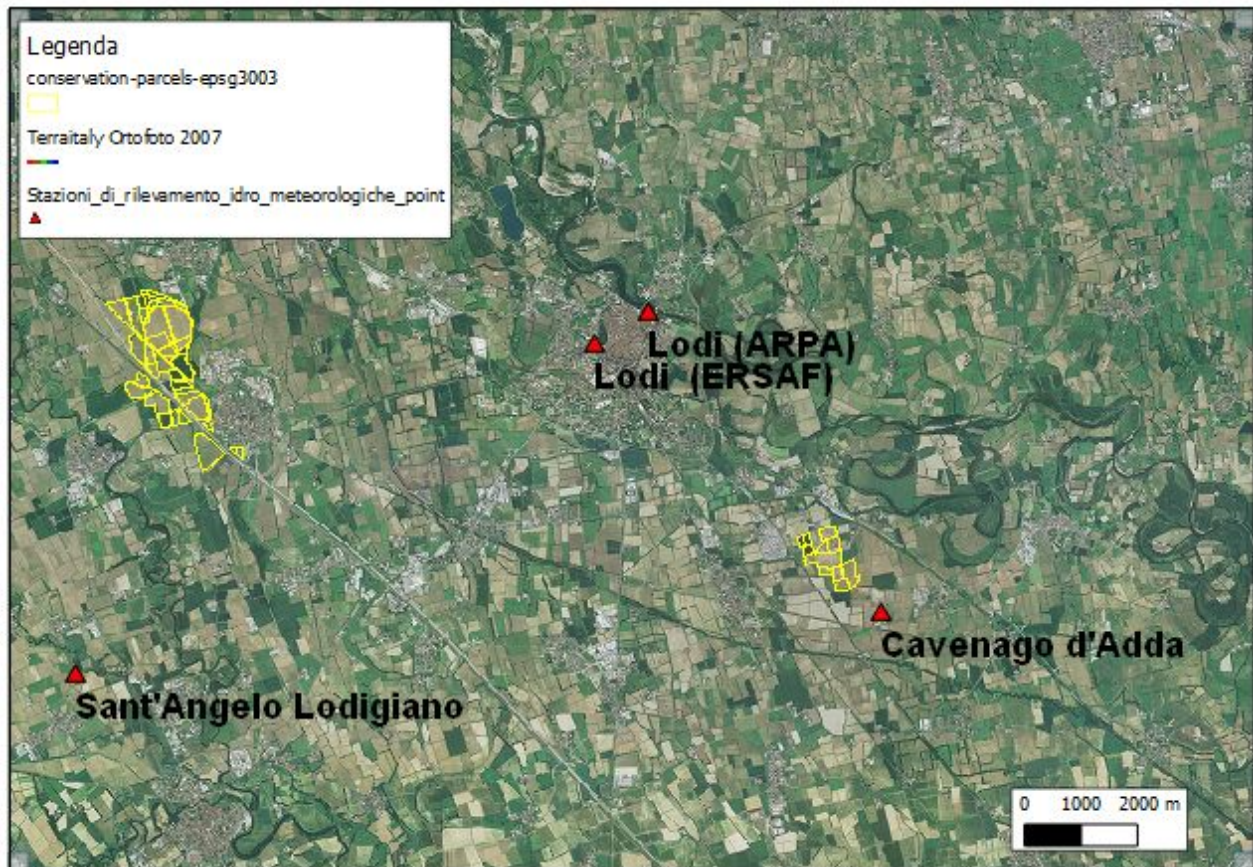 Legenda
conservation-parcels-epsg3003
Terraitaly Ortofoto 2007
Stazioni_di_rilevamento_idro_meteorologiche_point
Lodi (ARPA)
Lodi (ERSAF)
Cavenago d'Adda
Sant'Angelo Lodigiano
0 1000 2000 m